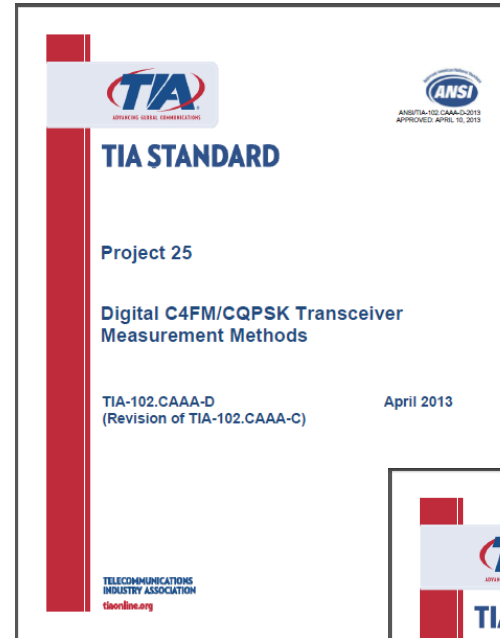 TIA
ADVANCING GLOBAL COMMUNICATIONS
ANSI
ANSI/TIA-102.CAAA-D-2013
APPROVED: APRIL 10, 2013
TIA STANDARD
Project 25
Digital C4FM/CQPSK Transceiver
Measurement Methods
TIA-102.CAAA-D April 2013
(Revision of TIA-102.CAAA-C)
TELECOMMUNICATIONS
INDUSTRY ASSOCIATION
tiaonline.org